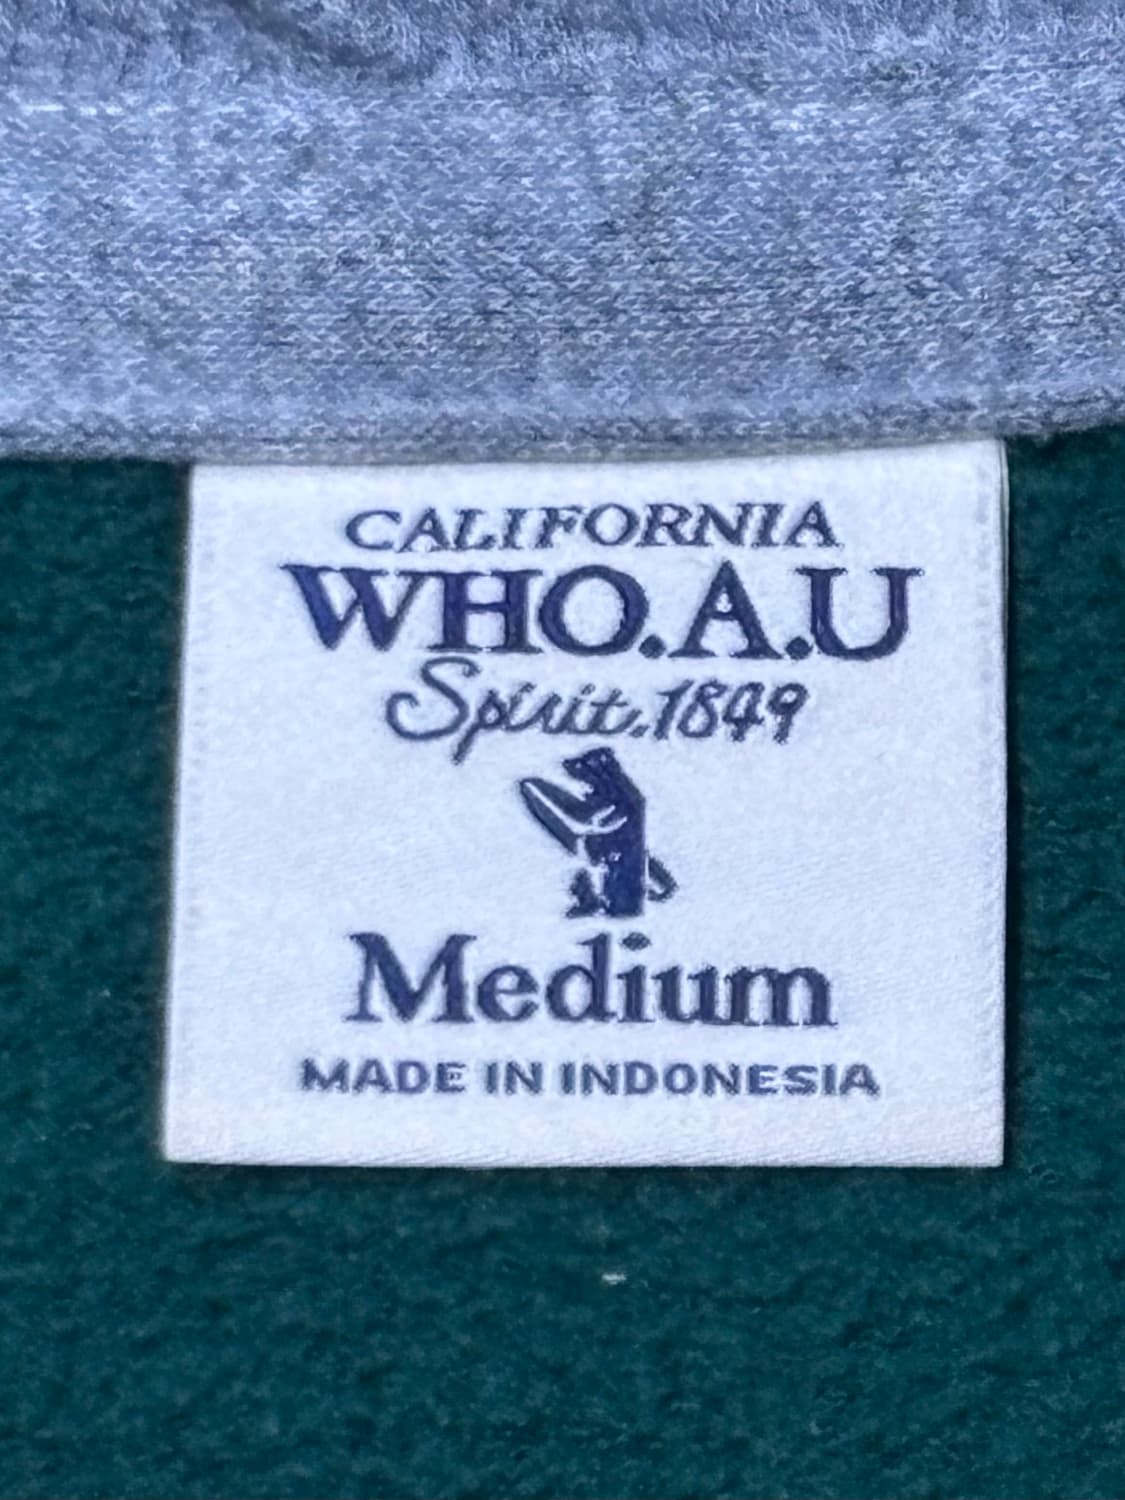 CALIFORNIA
WHO.A.U
Spirit.1849
Medium
MADE IN INDONESIA